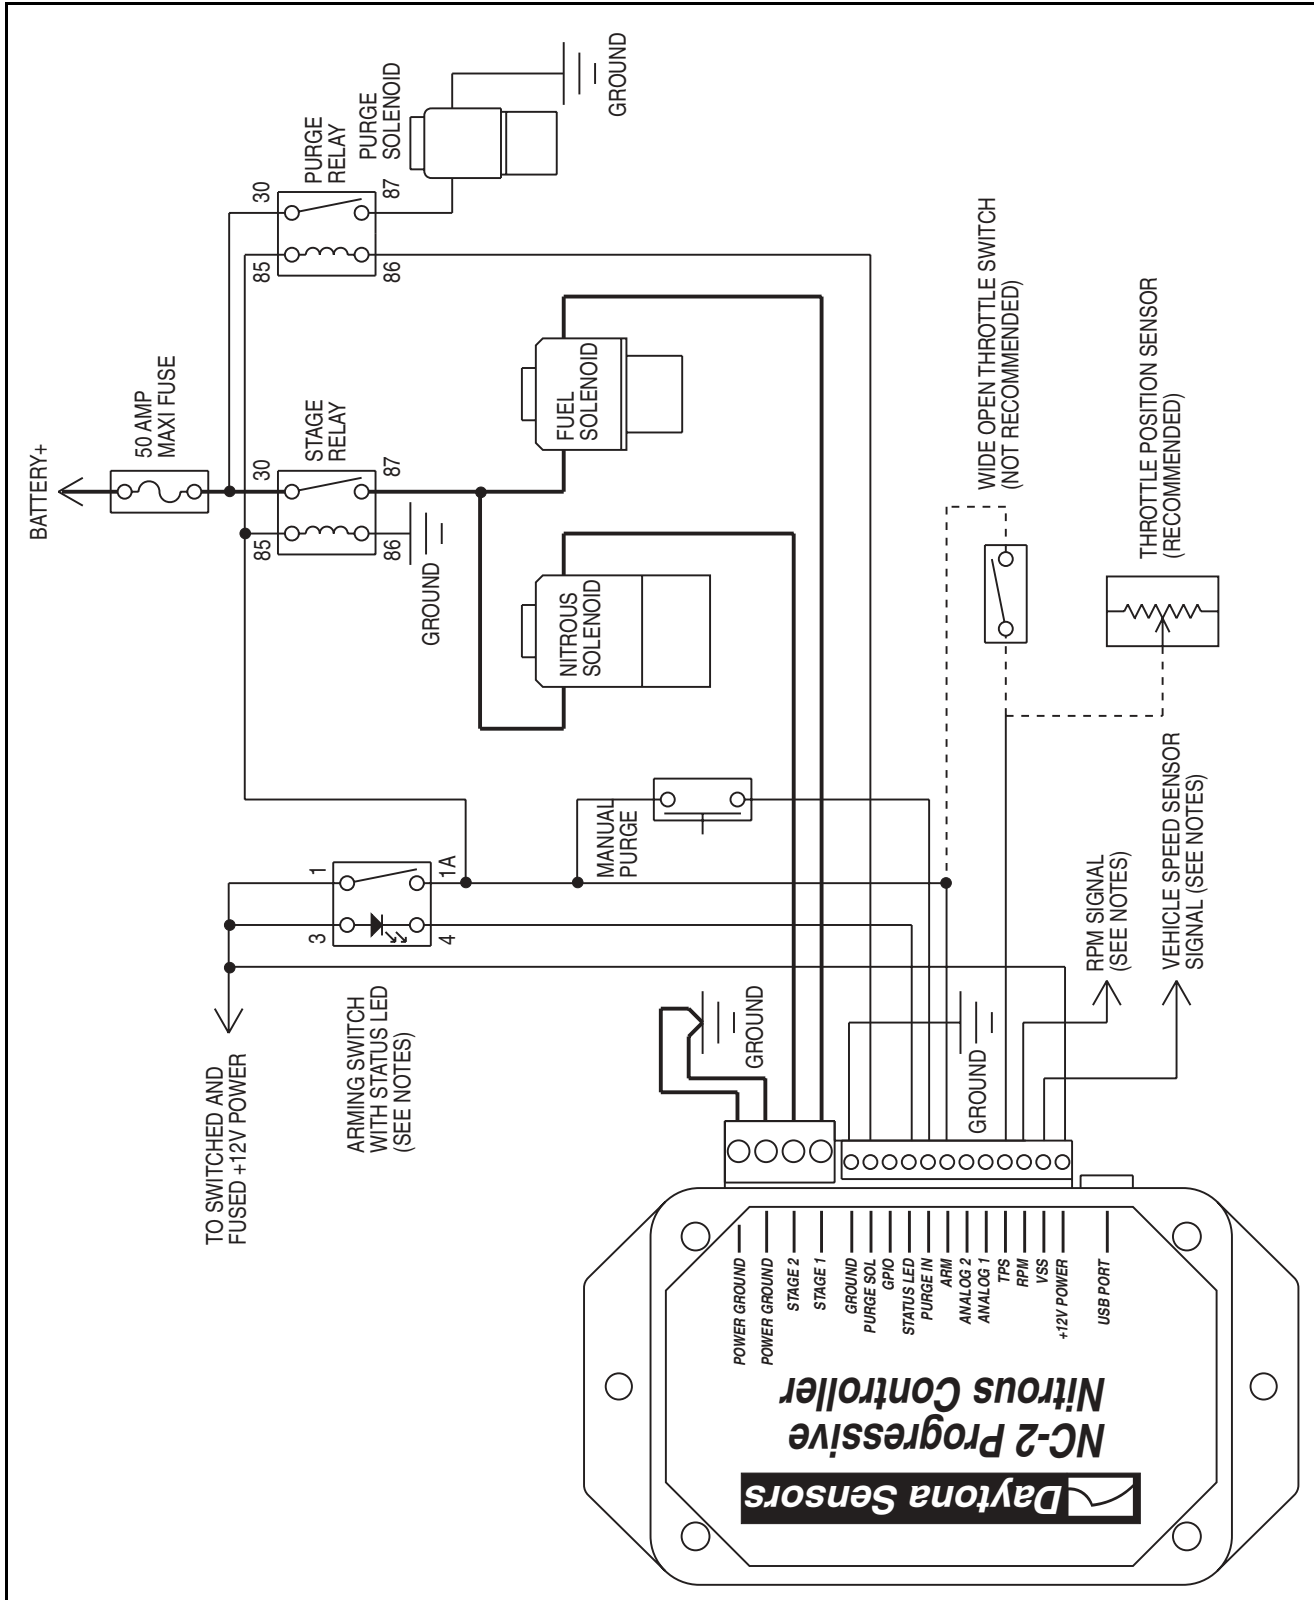 BATTERY+
50 AMP
MAXI FUSE
30
85
STAGE
RELAY
87
86
GROUND
30
85
PURGE
RELAY
87
86
PURGE
SOLENOID
GROUND
FUEL
SOLENOID
NITROUS
SOLENOID
TO SWITCHED AND
FUSED +12V POWER
ARMING SWITCH
WITH STATUS LED
(SEE NOTES)
1
3
1A
4
MANUAL
PURGE
WIDE OPEN THROTTLE SWITCH
(NOT RECOMMENDED)
THROTTLE POSITION SENSOR
(RECOMMENDED)
RPM SIGNAL
(SEE NOTES)
VEHICLE SPEED SENSOR
SIGNAL (SEE NOTES)
GROUND
GROUND
POWER GROUND
POWER GROUND
STAGE 2
STAGE 1
GROUND
PURGE SOL
GPIO
STATUS LED
PURGE IN
ARM
ANALOG 2
ANALOG 1
TPS
RPM
VSS
+12V POWER
USB PORT
Daytona Sensors
NC-2 Progressive
Nitrous Controller